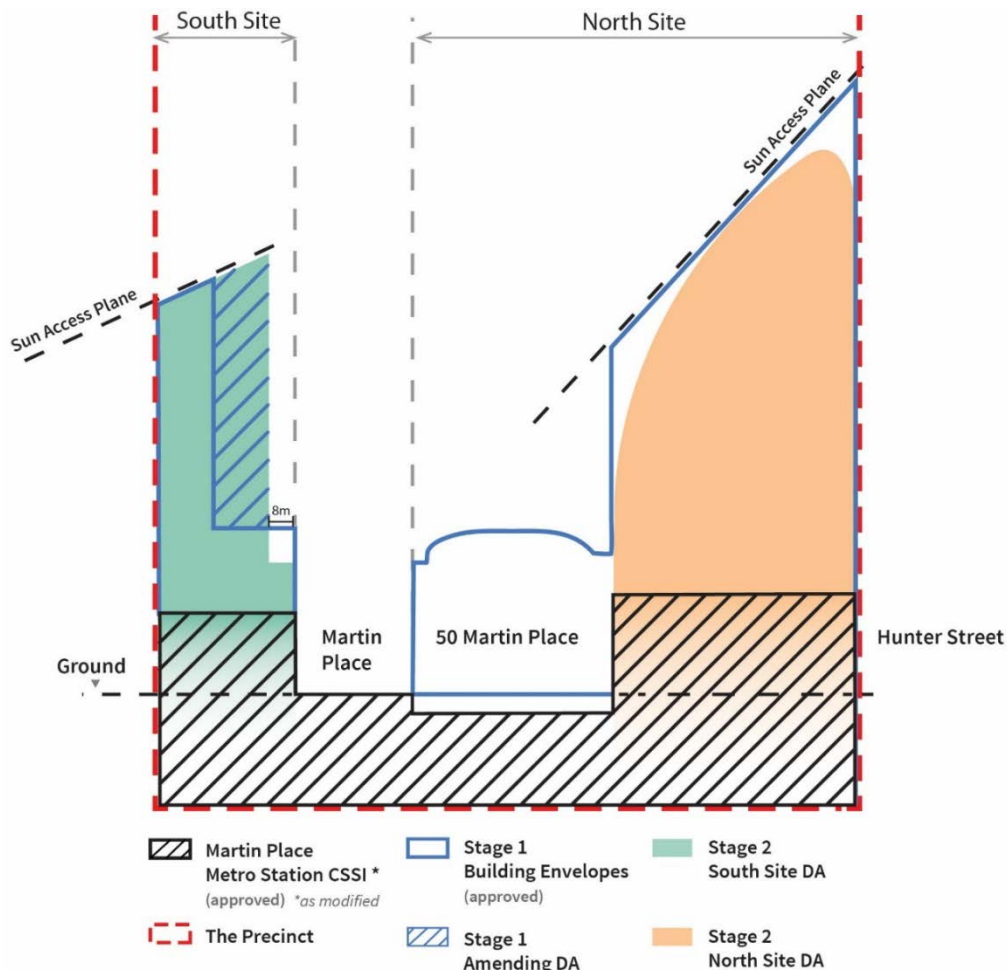 South Site
North Site
Sun Access Plane
Sun Access Plane
8m
Martin
Place
50 Martin Place
Hunter Street
Ground
Martin Place
Metro Station CSSI *
(approved) *as modified
Stage 1
Building Envelopes
(approved)
Stage 2
South Site DA
The Precinct
Stage 1
Amending DA
Stage 2
North Site DA